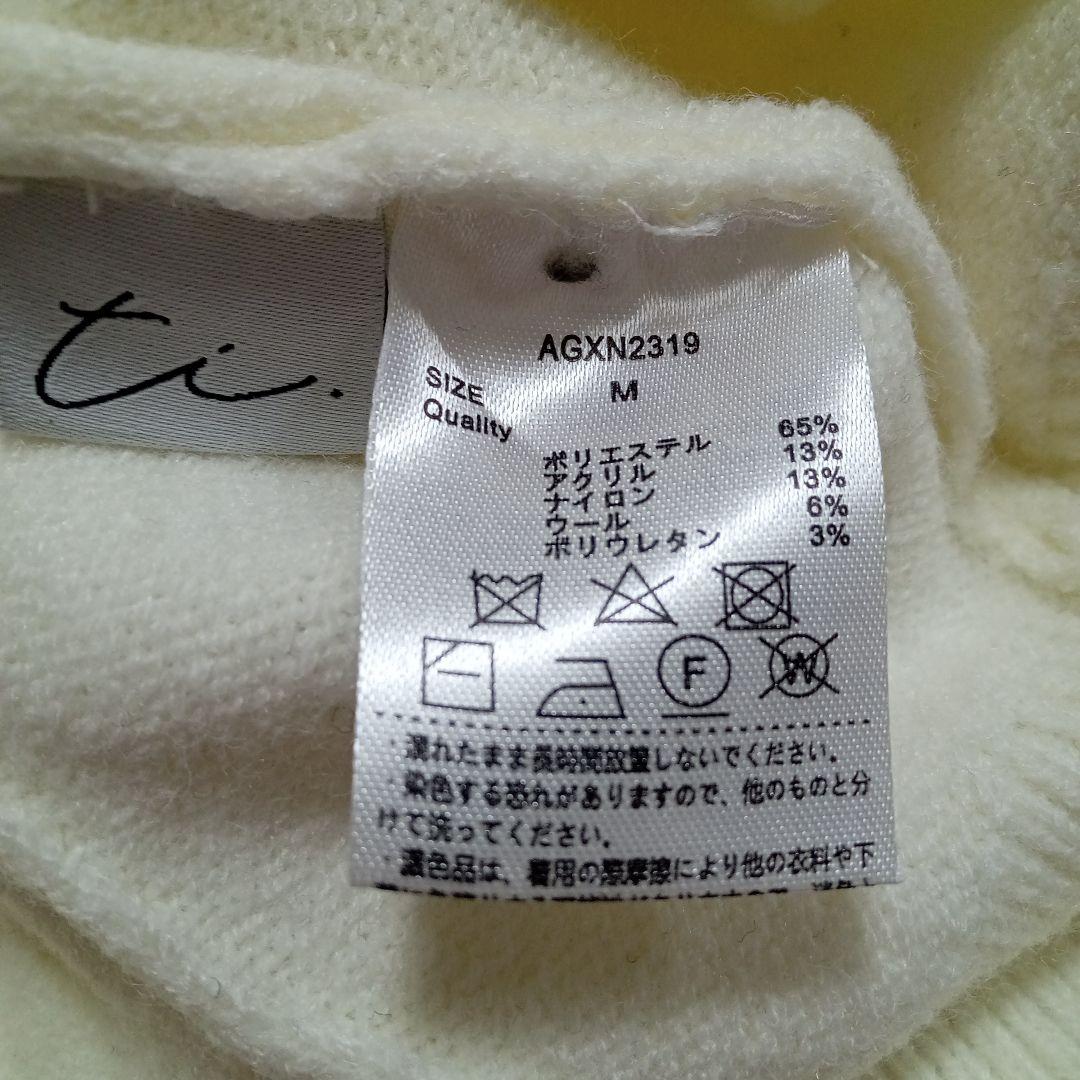 ti.
AGXN2319
SIZE M
Quality
ポリエステル 65%
アクリル 13%
ナイロン 13%
ウール 6%
ポリウレタン 3%
F
W
・濡れたまま長時間放置しないでください。
・染色する恐れがありますので、他のものと分
けて洗ってください。
・濃色品は、着用の際摩擦により他の衣料や下